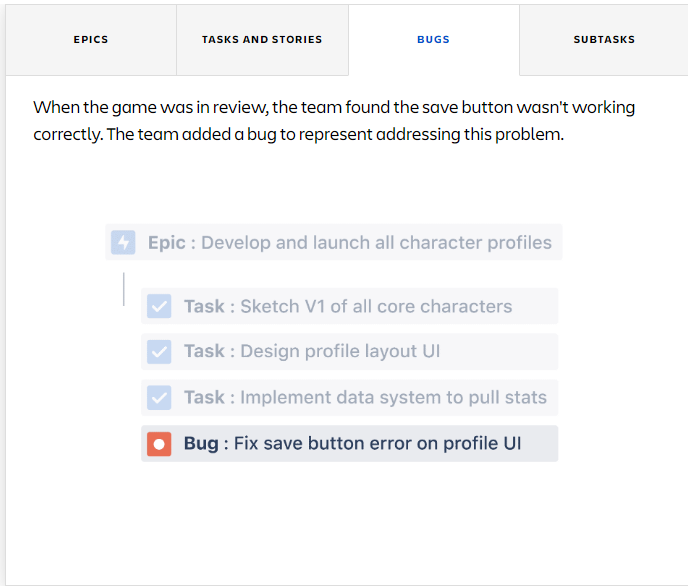 EPICS
TASKS AND STORIES
BUGS
SUBTASKS
When the game was in review, the team found the save button wasn't working
correctly. The team added a bug to represent addressing this problem.
Epic : Develop and launch all character profiles
Task : Sketch V1 of all core characters
Task : Design profile layout UI
Task : Implement data system to pull stats
Bug : Fix save button error on profile UI